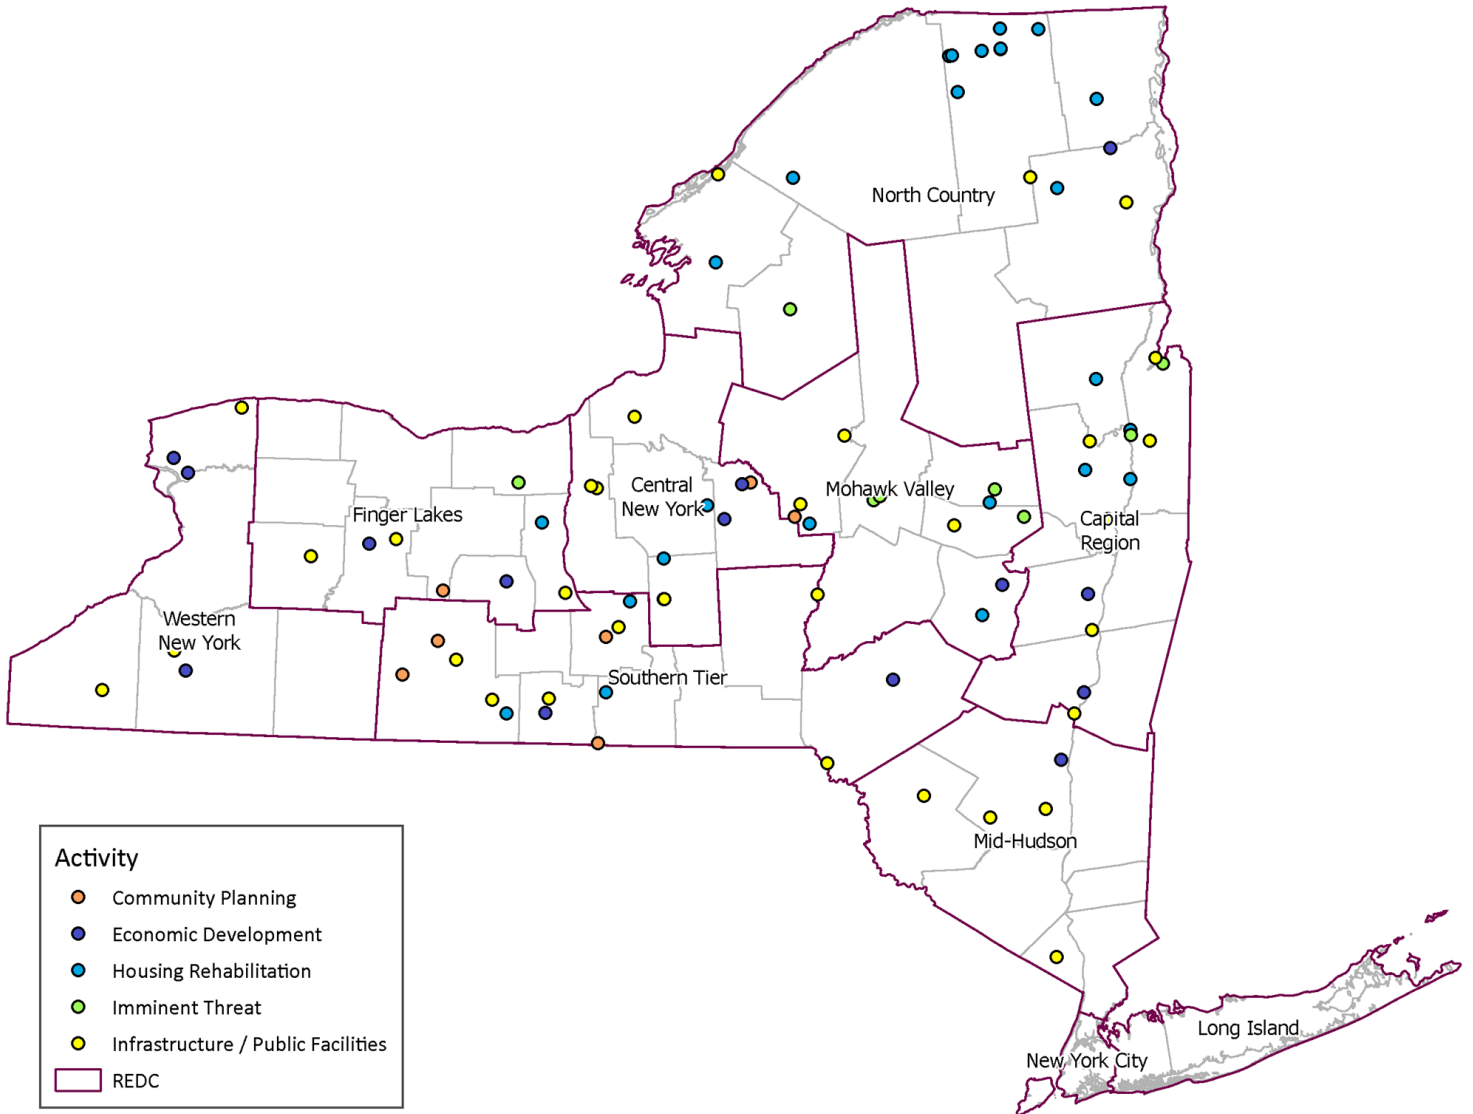 North Country
Central
New York
Mohawk Valley
Finger Lakes
Capital
Region
Western
New York
Southern Tier
Mid-Hudson
Long Island
New York City
Activity
Community Planning
Economic Development
Housing Rehabilitation
Imminent Threat
Infrastructure / Public Facilities
REDC